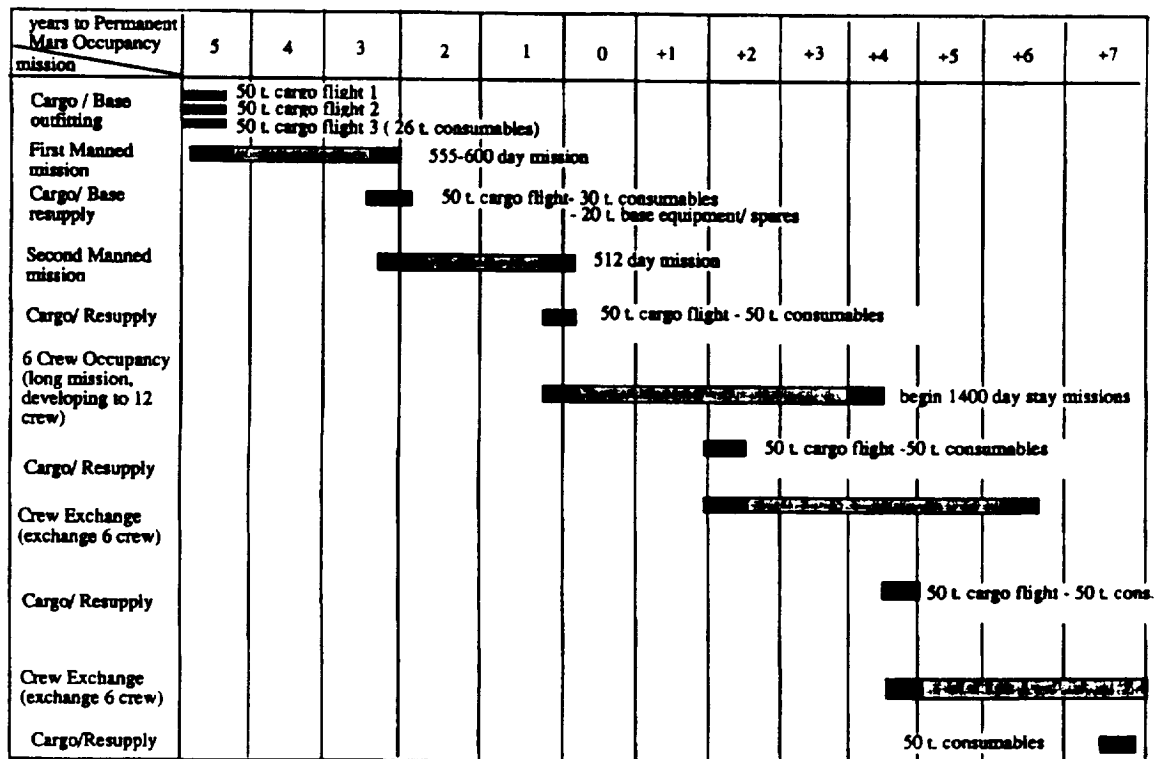 years to Permanent
Mars Occupancy
mission
5 4 3 2 1 0 +1 +2 +3 +4 +5 +6 +7
Cargo / Base
outfitting
50 t. cargo flight 1
50 t. cargo flight 2
50 t. cargo flight 3 ( 26 t. consumables)
First Manned
mission
555-600 day mission
Cargo/ Base
resupply
50 t. cargo flight- 30 t. consumables
- 20 t. base equipment/ spares
Second Manned
mission
512 day mission
Cargo/ Resupply
50 t. cargo flight - 50 t. consumables
6 Crew Occupancy
(long mission,
developing to 12
crew)
begin 1400 day stay missions
Cargo/ Resupply
50 t. cargo flight -50 t. consumables
Crew Exchange
(exchange 6 crew)
Cargo/ Resupply
50 t. cargo flight - 50 t. cons.
Crew Exchange
(exchange 6 crew)
Cargo/Resupply
50 t. consumables